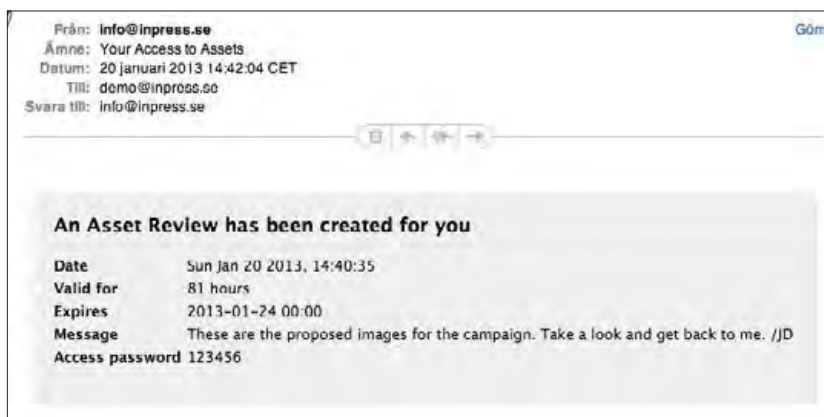 Från: info@inpress.se
Göm
Ämne: Your Access to Assets
Datum: 20 januari 2013 14:42:04 CET
Till: demo@inpress.se
Svara till: info@inpress.se
An Asset Review has been created for you
Date Sun Jan 20 2013, 14:40:35
Valid for 81 hours
Expires 2013-01-24 00:00
Message These are the proposed images for the campaign. Take a look and get back to me. /JD
Access password 123456